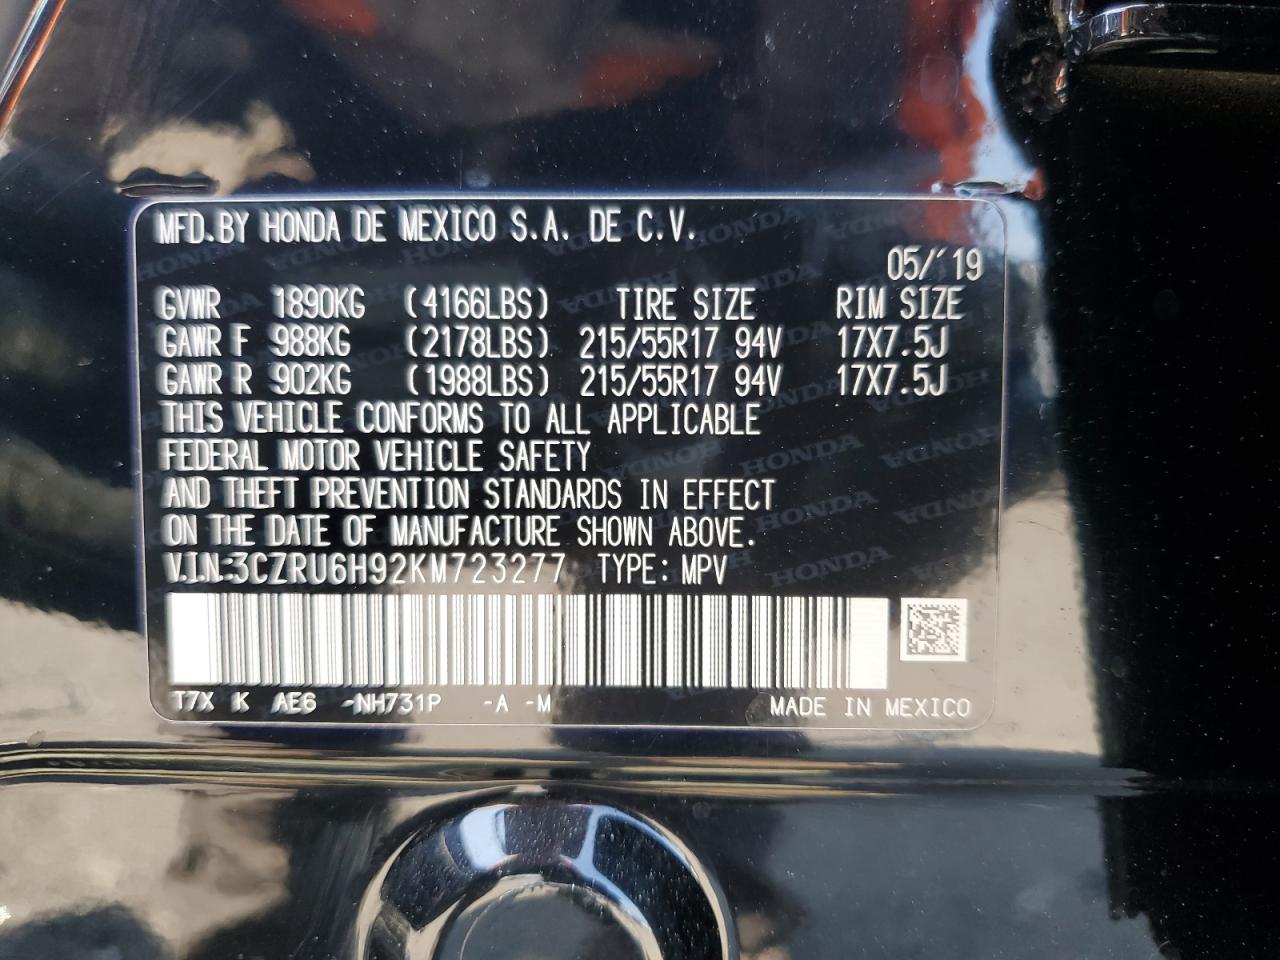 MFD.BY HONDA DE MEXICO S.A. DE C.V.
05/'19
GVWR 1890KG (4166LBS) TIRE SIZE RIM SIZE
GAWR F 988KG (2178LBS) 215/55R17 94V 17X7.5J
GAWR R 902KG (1988LBS) 215/55R17 94V 17X7.5J
THIS VEHICLE CONFORMS TO ALL APPLICABLE
FEDERAL MOTOR VEHICLE SAFETY
AND THEFT PREVENTION STANDARDS IN EFFECT
ON THE DATE OF MANUFACTURE SHOWN ABOVE.
V.I.N:3CZRU6H92KM723277 TYPE: MPV
T7X K AE6 -NH731P -A -M MADE IN MEXICO